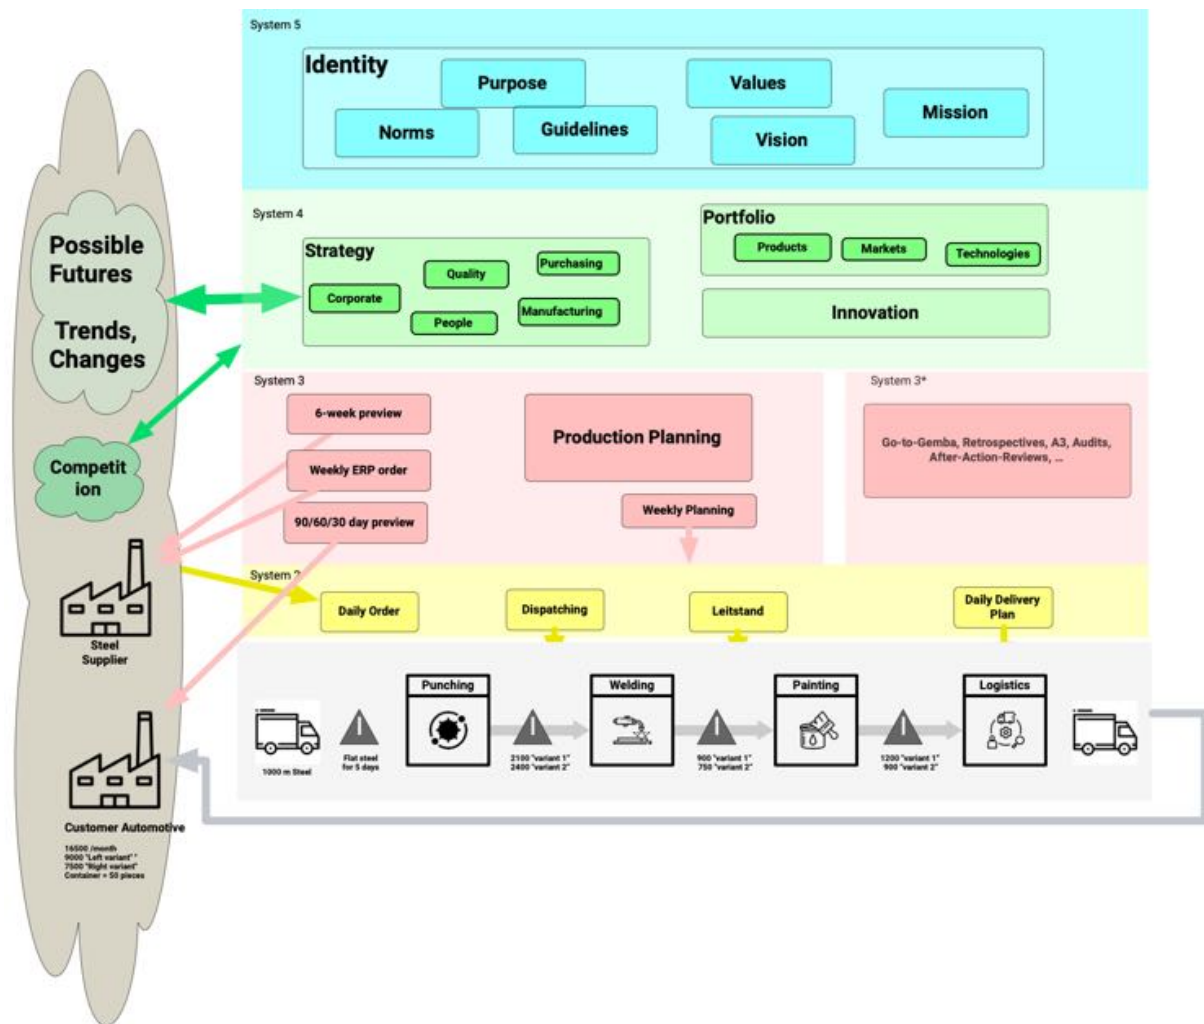 System 5
Identity
Purpose
Values
Mission
Norms
Guidelines
Vision
System 4
Portfolio
Products
Markets
Technologies
Strategy
Purchasing
Quality
Corporate
Manufacturing
People
Innovation
Possible
Futures
Trends,
Changes
Competit
ion
System 3
6-week preview
Weekly ERP order
90/60/30 day preview
Production Planning
Weekly Planning
System 3*
Go-to-Gemba, Retrospectives, A3, Audits,
After-Action-Reviews, ...
System 2
Daily Order
Dispatching
Leitstand
Daily Delivery
Plan
Steel
Supplier
Punching
Welding
Painting
Logistics
1000 m Steel
Flat steel
for 5 days
2100 "variant 1"
2400 "variant 2"
900 "variant 1"
750 "variant 2"
1200 "variant 1"
900 "variant 2"
Customer Automotive
16500 /month
9000 "Left variant" "
7500 "Right variant"
Container = 50 pieces